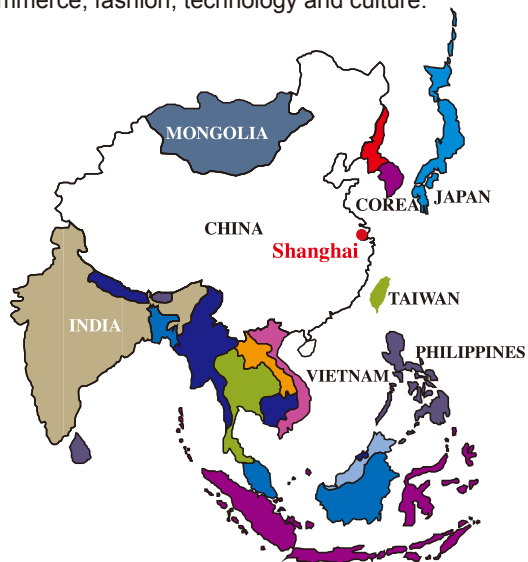 mmerce, fashion, technology and culture.
MONGOLIA
COREA
JAPAN
CHINA
Shanghai
TAIWAN
INDIA
PHILIPPINES
VIETNAM